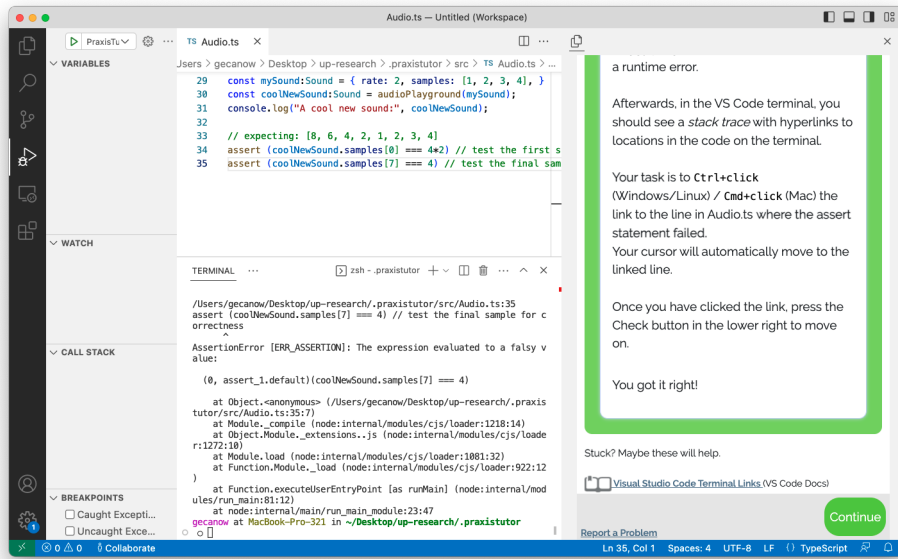 Audio.ts — Untitled (Workspace)
PraxisTu
TS Audio.ts
VARIABLES
Users > gecanow > Desktop > up-research > .praxistutor > src > TS Audio.ts > ...
29 const mySound:Sound = { rate: 2, samples: [1, 2, 3, 4], }
30 const coolNewSound:Sound = audioPlayground(mySound);
31 console.log("A cool new sound:", coolNewSound);
32
33 // expecting: [8, 6, 4, 2, 1, 2, 3, 4]
34 assert (coolNewSound.samples[0] === 4*2) // test the first s
35 assert (coolNewSound.samples[7] === 4) // test the final sam
WATCH
CALL STACK
BREAKPOINTS
Caught Excepti...
Uncaught Exce...
TERMINAL ... zsh - .praxistutor
/Users/gecanow/Desktop/up-research/.praxistutor/src/Audio.ts:35
assert (coolNewSound.samples[7] === 4) // test the final sample for c
orrectness
^
AssertionError [ERR_ASSERTION]: The expression evaluated to a falsy v
alue:
(0, assert_1.default)(coolNewSound.samples[7] === 4)
at Object.<anonymous> (/Users/gecanow/Desktop/up-research/.praxis
tutor/src/Audio.ts:35:7)
at Module._compile (node:internal/modules/cjs/loader:1218:14)
at Object.Module._extensions..js (node:internal/modules/cjs/loade
r:1272:10)
at Module.load (node:internal/modules/cjs/loader:1081:32)
at Function.Module._load (node:internal/modules/cjs/loader:922:12
)
at Function.executeUserEntryPoint [as runMain] (node:internal/mod
ules/run_main:81:12)
at node:internal/main/run_main_module:23:47
gecanow at MacBook-Pro-321 in ~/Desktop/up-research/.praxistutor
a runtime error.
Afterwards, in the VS Code terminal, you
should see a stack trace with hyperlinks to
locations in the code on the terminal.
Your task is to Ctrl+click
(Windows/Linux) / Cmd+click (Mac) the
link to the line in Audio.ts where the assert
statement failed.
Your cursor will automatically move to the
linked line.
Once you have clicked the link, press the
Check button in the lower right to move
on.
You got it right!
Stuck? Maybe these will help.
Visual Studio Code Terminal Links (VS Code Docs)
Continue
Report a Problem
1
0 0 Collaborate
Ln 35, Col 1 Spaces: 4 UTF-8 LF {} TypeScript